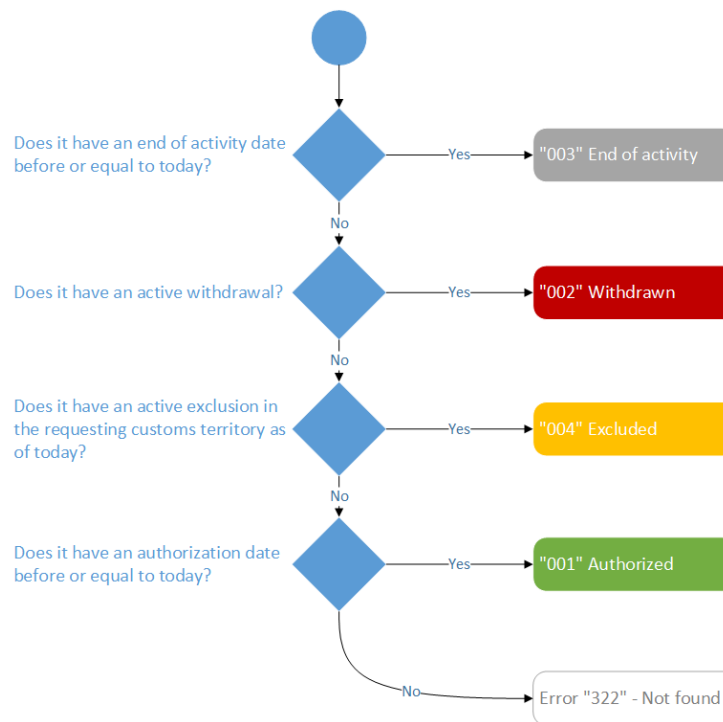 Does it have an end of activity date
before or equal to today?
Yes
"003" End of activity
No
Does it have an active withdrawal?
Yes
"002" Withdrawn
No
Does it have an active exclusion in
the requesting customs territory as
of today?
Yes
"004" Excluded
No
Does it have an authorization date
before or equal to today?
Yes
"001" Authorized
No
Error "322" - Not found